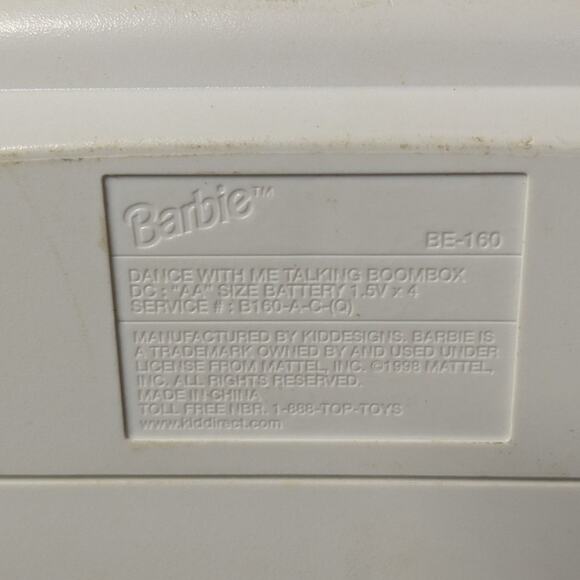 Barbie™
BE-160
DANCE WITH ME TALKING BOOMBOX
DC : "AA" SIZE BATTERY 1.5V x 4
SERVICE # : B160-A-C-(Q)
MANUFACTURED BY KIDDESIGNS. BARBIE IS
A TRADEMARK OWNED BY AND USED UNDER
LICENSE FROM MATTEL, INC. ©1998 MATTEL,
INC. ALL RIGHTS RESERVED.
MADE IN CHINA
TOLL FREE NBR. 1-888-TOP-TOYS
www.kiddirect.com